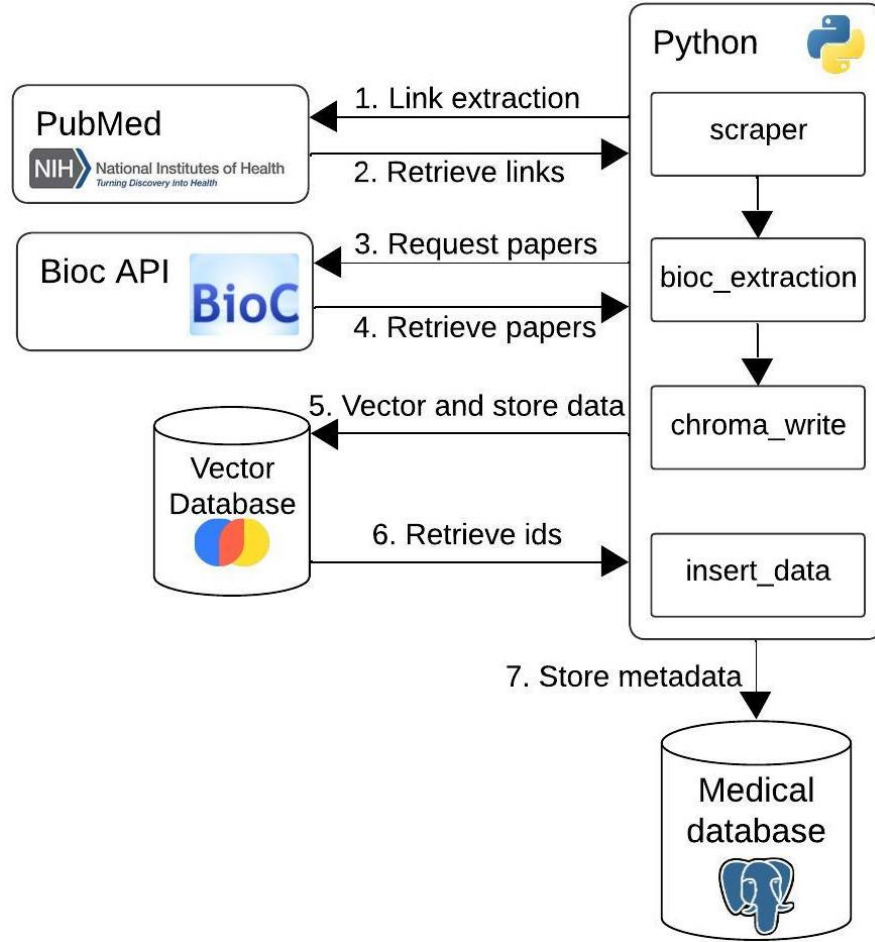 Python
1. Link extraction
PubMed
scraper
NIH National Institutes of Health
Turning Discovery Into Health
2. Retrieve links
3. Request papers
Bioc API
BioC
bioc_extraction
4. Retrieve papers
5. Vector and store data
chroma_write
Vector
Database
6. Retrieve ids
insert_data
7. Store metadata
Medical
database